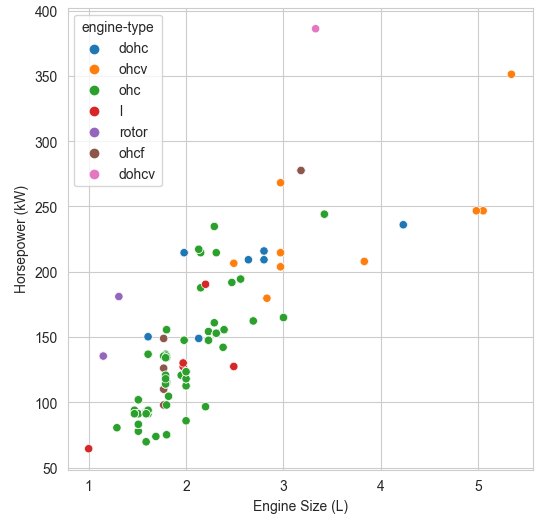 400
350
300
250
200
150
100
50
Horsepower (kW)
engine-type
dohc
ohcv
ohc
l
rotor
ohcf
dohcv
1 2 3 4 5
Engine Size (L)